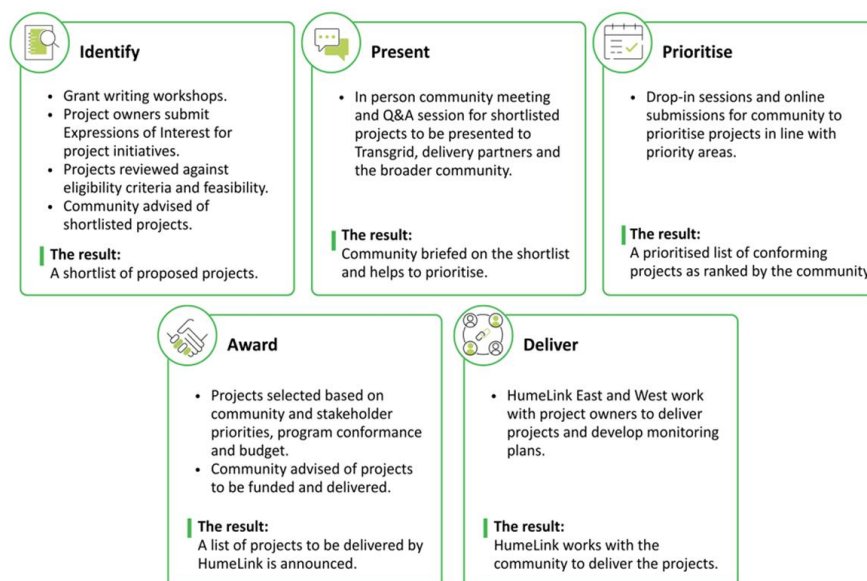 Identify
• Grant writing workshops.
• Project owners submit
Expressions of Interest for
project initiatives.
• Projects reviewed against
eligibility criteria and feasibility.
• Community advised of
shortlisted projects.
The result:
A shortlist of proposed projects.
Present
• In person community meeting
and Q&A session for shortlisted
projects to be presented to
Transgrid, delivery partners and
the broader community.
The result:
Community briefed on the shortlist
and helps to prioritise.
Prioritise
• Drop-in sessions and online
submissions for community to
prioritise projects in line with
priority areas.
The result:
A prioritised list of conforming
projects as ranked by the community
Award
• Projects selected based on
community and stakeholder
priorities, program conformance
and budget.
• Community advised of projects
to be funded and delivered.
The result:
A list of projects to be delivered by
HumeLink is announced.
Deliver
• HumeLink East and West work
with project owners to deliver
projects and develop monitoring
plans.
The result:
HumeLink works with the
community to deliver the projects.